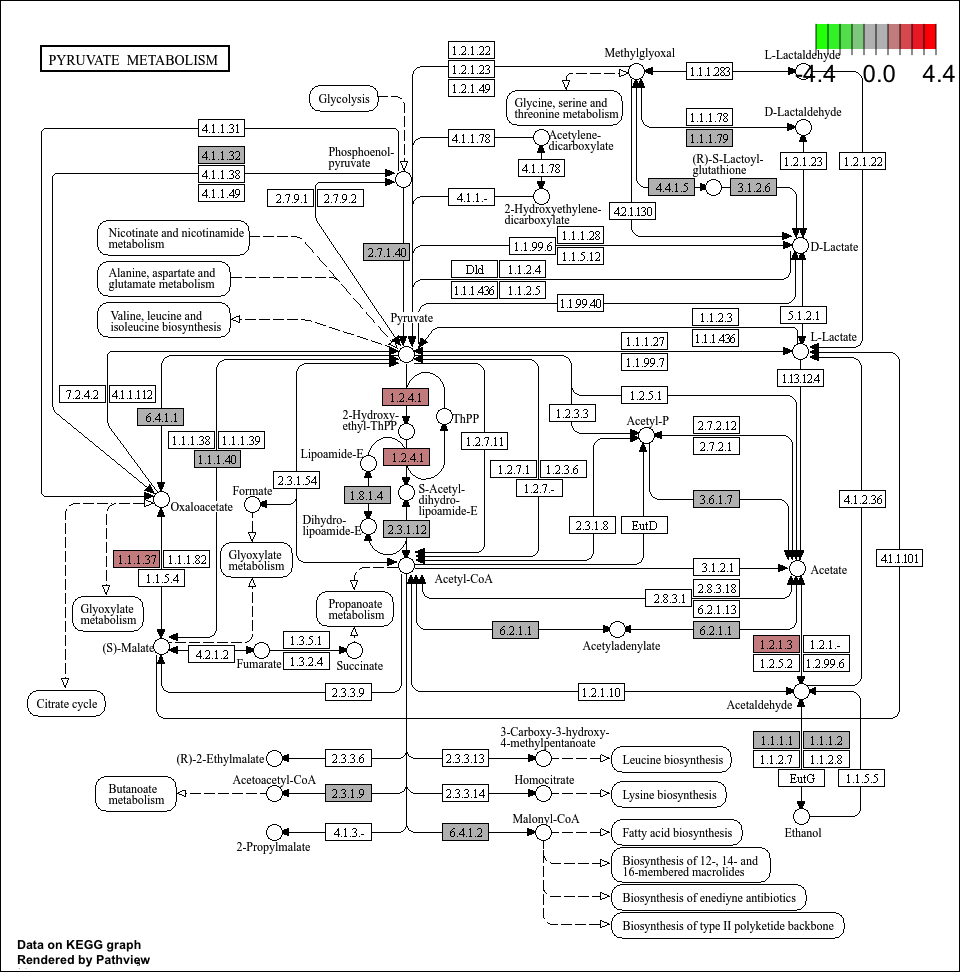 PYRUVATE METABOLISM
-4.4 0.0 4.4
1.2.1.22
1.2.1.23
1.2.1.49
Methylglyoxal
1.1.1.283
L-Lactaldehyde
Glycolysis
Glycine, serine and
threonine metabolism
1.1.1.78
1.1.1.79
D-Lactaldehyde
4.1.1.31
4.1.1.32
4.1.1.38
4.1.1.49
Phosphoenol-
pyruvate
4.1.1.78
Acetylene-
dicarboxylate
4.1.1.78
(R)-S-Lactoyl-
glutathione
1.2.1.23
1.2.1.22
4.4.1.5
3.1.2.6
2.7.9.1
2.7.9.2
4.1.1.-
2-Hydroxyethylene-
dicarboxylate
4.2.1.130
Nicotinate and nicotinamide
metabolism
2.7.1.40
1.1.99.6
1.1.1.28
1.1.5.12
D-Lactate
Alanine, aspartate and
glutamate metabolism
Dld
1.1.2.4
1.1.1.436
1.1.2.5
1.1.99.40
Valine, leucine and
isoleucine biosynthesis
Pyruvate
1.1.2.3
1.1.1.436
5.1.2.1
L-Lactate
1.1.1.27
1.1.99.7
1.13.12.4
7.2.4.2
4.1.1.112
6.4.1.1
1.2.4.1
1.2.5.1
1.2.3.3
2-Hydroxy-
ethyl-ThPP
ThPP
Acetyl-P
2.7.2.12
2.7.2.1
1.1.1.38
1.1.1.39
1.1.1.40
1.2.7.11
Lipoamide-E
1.2.4.1
1.2.7.1
1.2.3.6
1.2.7.-
2.3.1.54
Formate
1.8.1.4
S-Acetyl-
dihydro-
lipoamide-E
3.6.1.7
1.2.4.36
Oxaloacetate
Dihydro-
lipoamide-E
2.3.1.12
2.3.1.8
EutD
1.1.1.37
1.1.1.82
1.1.5.4
Glyoxylate
metabolism
4.1.1.101
Acetyl-CoA
3.1.2.1
Acetate
2.8.3.1
2.8.3.18
6.2.1.13
Glyoxylate
metabolism
Propanoate
metabolism
6.2.1.1
Acetyladenylate
6.2.1.1
(S)-Malate
4.2.1.2
Fumarate
1.3.5.1
1.3.2.4
Succinate
1.2.1.3
1.2.1.-
1.2.5.2
1.2.99.6
Citrate cycle
2.3.3.9
1.2.1.10
Acetaldehyde
1.1.1.1
1.1.1.2
1.1.2.7
1.1.2.8
EutG
1.1.5.5
Ethanol
(R)-2-Ethylmalate
2.3.3.6
2.3.3.13
3-Carboxy-3-hydroxy-
4-methylpentanoate
Leucine biosynthesis
Butanoate
metabolism
Acetoacetyl-CoA
2.3.1.9
2.3.3.14
Homocitrate
Lysine biosynthesis
2-Propylmalate
4.1.3.-
6.4.1.2
Malonyl-CoA
Fatty acid biosynthesis
Biosynthesis of 12-, 14- and
16-membered macrolides
Biosynthesis of enediyne antibiotics
Biosynthesis of type II polyketide backbone
Data on KEGG graph
Rendered by Pathview